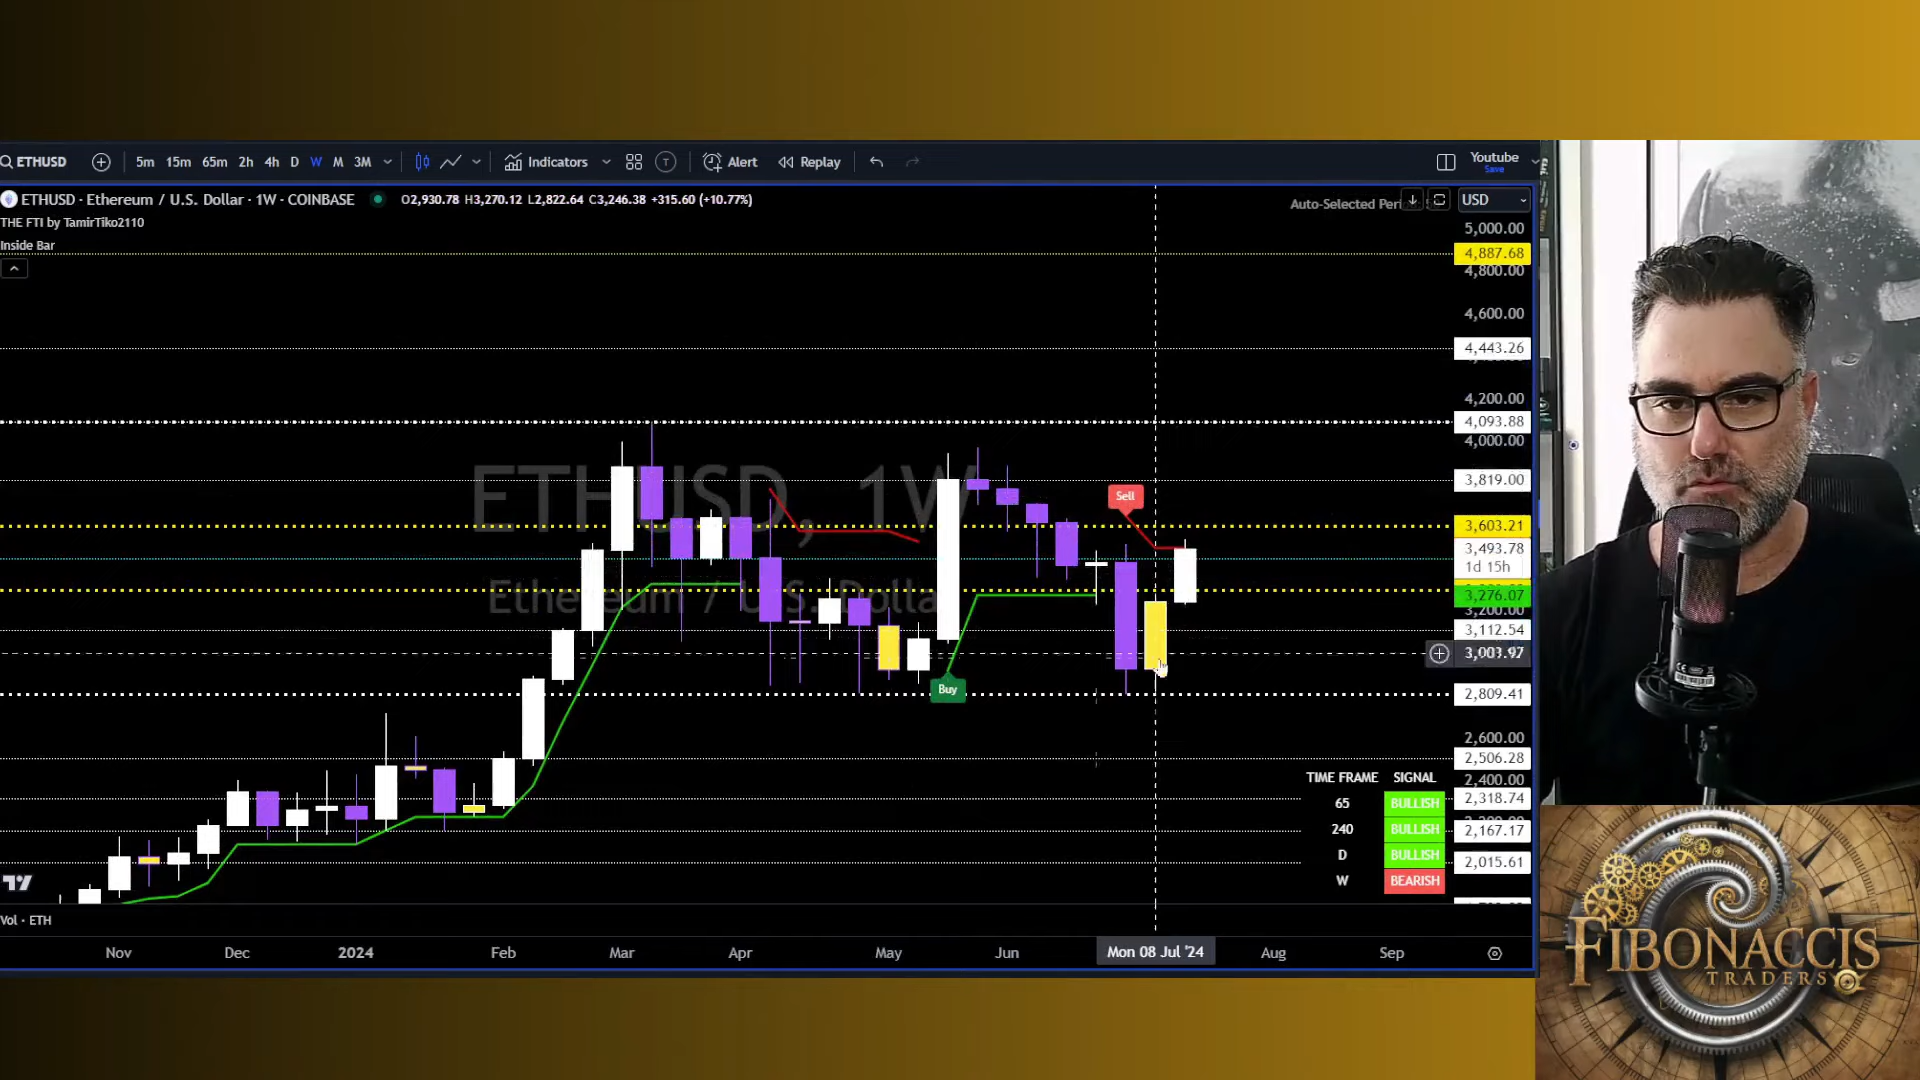 ETHUSD 5m 15m 65m 2h 4h D W M 3M Indicators T Alert Replay Youtube
Save
ETHUSD · Ethereum / U.S. Dollar · 1W · COINBASE O2,930.78 H3,270.12 L2,822.64 C3,246.38 +315.60 (+10.77%) USD
THE FTI by TamirTiko2110
Inside Bar
5,000.00
4,887.68
4,800.00
4,600.00
4,443.26
4,200.00
4,093.88
4,000.00
3,819.00
3,603.21
3,493.78
1d 15h
3,276.07
3,200.00
3,112.54
2,809.41
2,600.00
2,506.28
2,400.00
2,318.74
2,167.17
2,015.61
ETHUSD, 1W
Ethereum / U.S. Dollar
Sell
Buy
TIME FRAME SIGNAL
65 BULLISH
240 BULLISH
D BULLISH
W BEARISH
Vol · ETH
Nov Dec 2024 Feb Mar Apr May Jun Mon 08 Jul '24 Aug Sep
FIBONACCIS
TRADERS